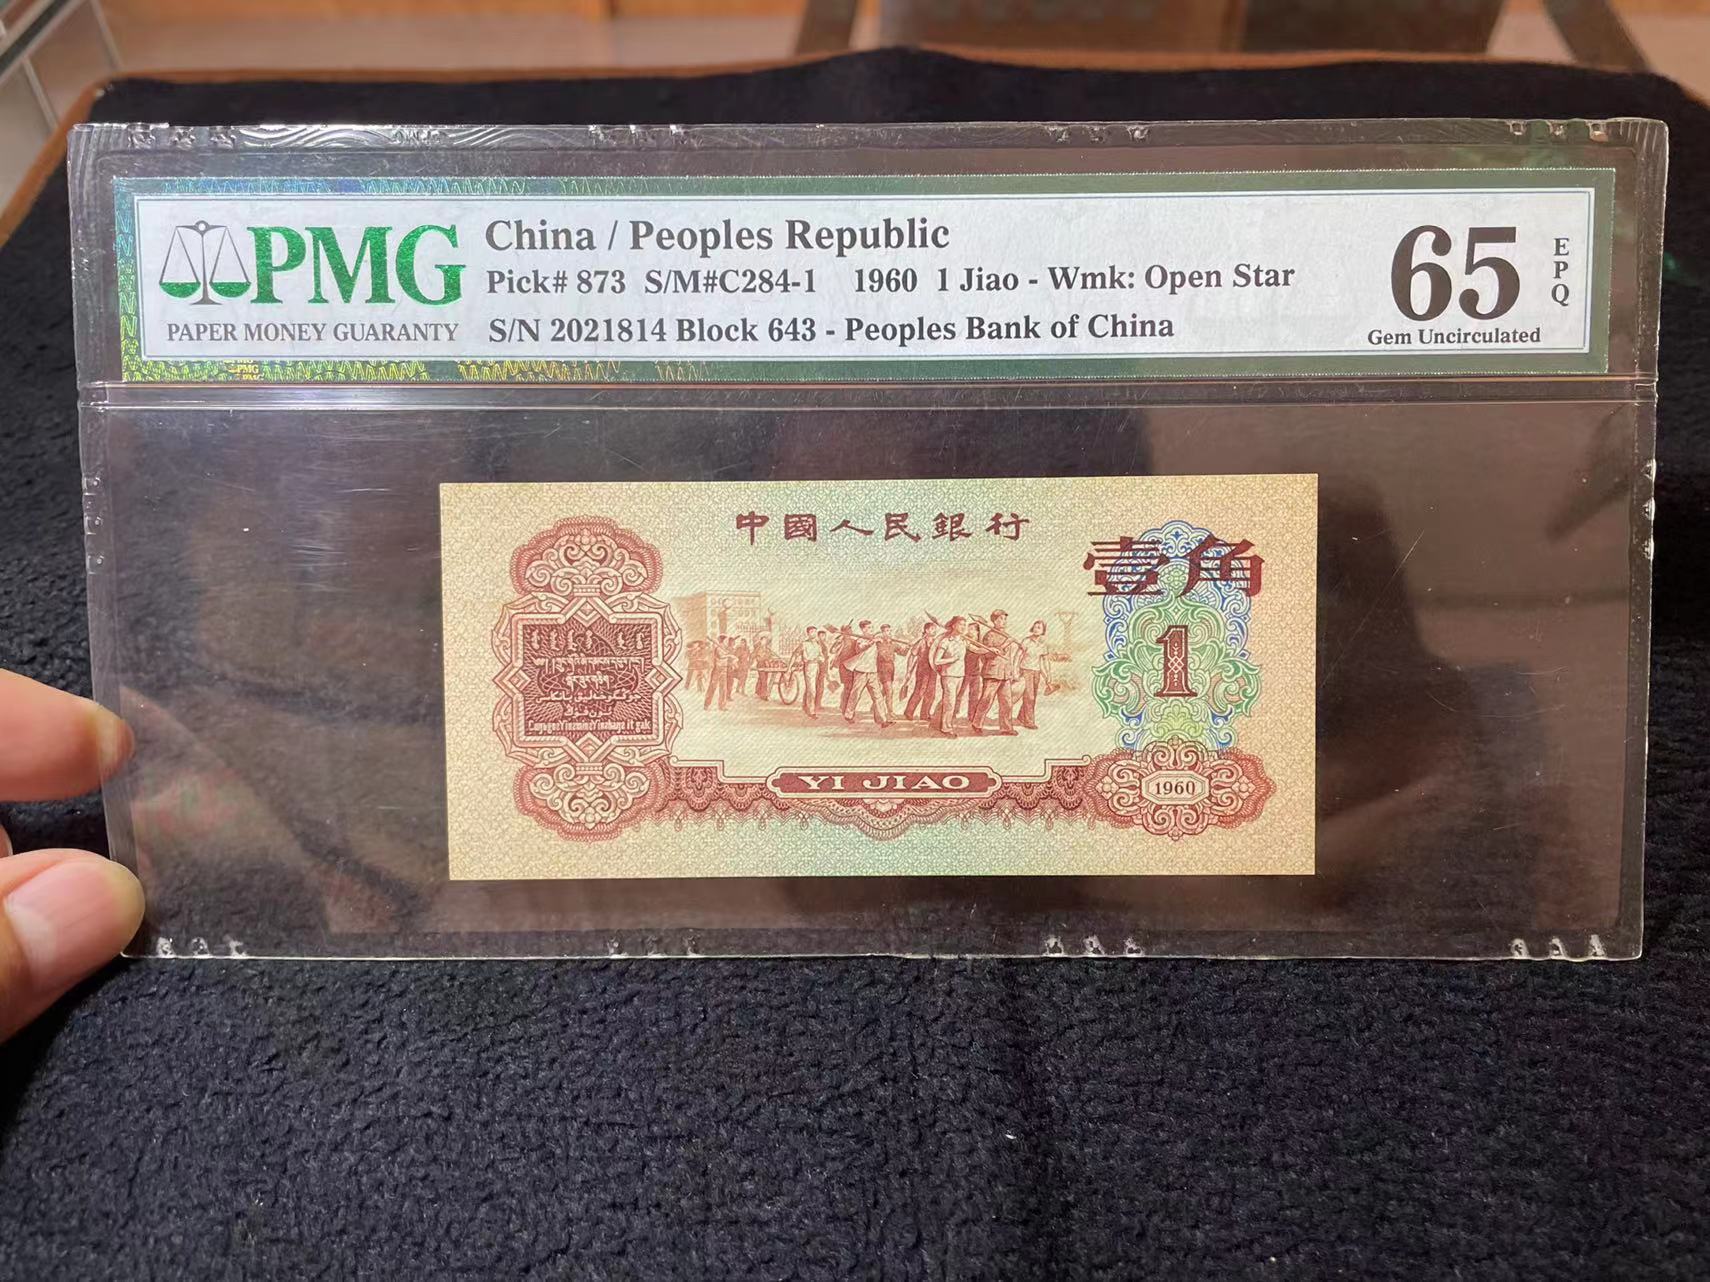 PMG
PAPER MONEY GUARANTY
China / Peoples Republic
Pick# 873 S/M#C284-1 1960 1 Jiao - Wmk: Open Star
S/N 2021814 Block 643 - Peoples Bank of China
65
EPQ
Gem Uncirculated
中國人民銀行
壹角
1
YI JIAO
1960